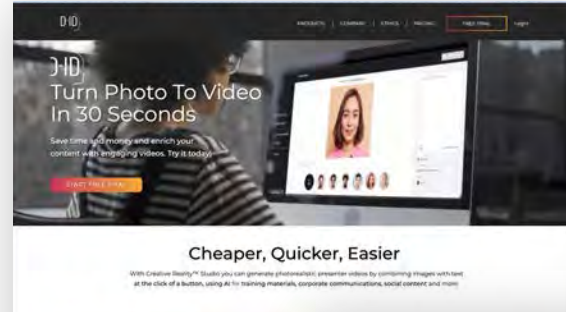 D-ID
PRODUCTS | COMPANY | ETHICS | PRICING FREE TRIAL Login
D-ID
Turn Photo To Video
In 30 Seconds
Save time and money and enrich your
content with engaging videos. Try it today!
START FREE TRIAL
Cheaper, Quicker, Easier
With Creative Reality™ Studio you can generate photorealistic presenter videos by combining images with text
at the click of a button, using AI for training materials, corporate communications, social content and more